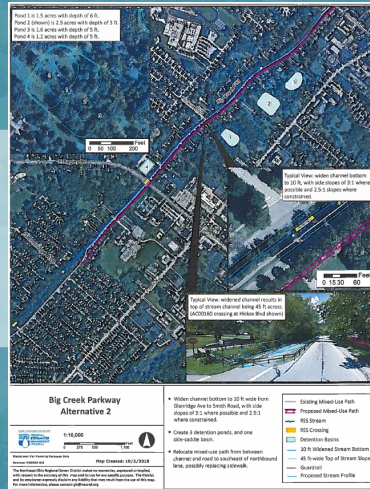 Pond 1 is 1.5 acres with depth of 6 ft.
Pond 2 (shown) is 2.5 acres with depth of 3 ft.
Pond 3 is 1.6 acres with depth of 5 ft.
Pond 4 is 1.2 acres with depth of 5 ft.
Feet
0 50 100 200
Typical View: widen channel bottom
to 10 ft, with side slopes of 3:1 where
possible and 2.5:1 slopes where
constrained.
Feet
0 15 30 60
Typical View: widened channel results in
top of stream channel being 45 ft across.
(AC00160 crossing at Hickox Blvd shown)
Big Creek Parkway
Alternative 2
1:10,000
Feet
Map Created: 10/2/2018
• Widen channel bottom to 10 ft wide from
Glenridge Ave to Smith Road, with side
slopes of 3:1 where possible and 2.5:1
where constrained.
• Create 3 detention ponds, and one
side-saddle basin.
• Relocate mixed-use path from between
channel and road to southeast of northbound
lane, possibly replacing sidewalk.
Existing Mixed-Use Path
Proposed Mixed-Use Path
RSS Stream
RSS Crossing
Detention Basins
10-ft Widened Stream Bottom
45-ft-wide Top of Stream Slope
Guardrail
Proposed Stream Profile